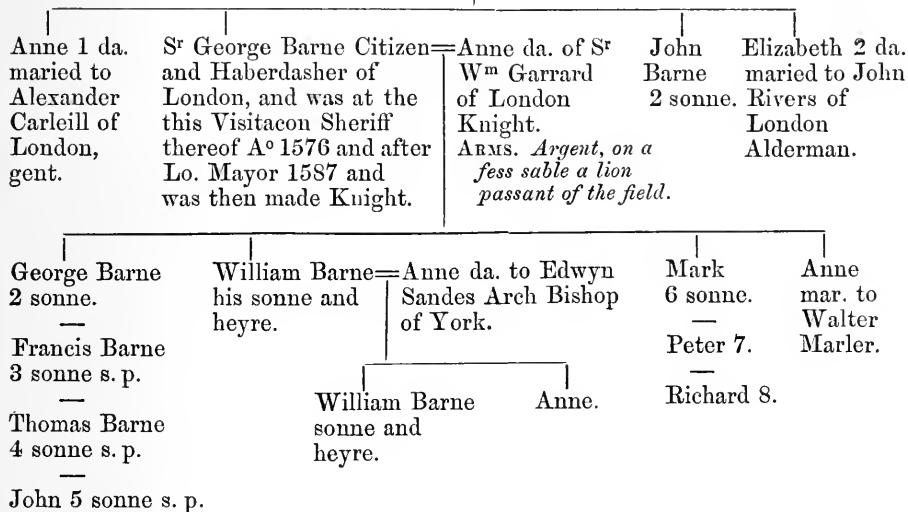 Anne 1 da.
maried to
Alexander
Carleill of
London,
gent.
Sr George Barne Citizen=
and Haberdasher of
London, and was at the
this Visitacon Sheriff
thereof Ao 1576 and after
Lo. Mayor 1587 and
was then made Knight.
Anne da. of Sr
Wm Garrard
of London
Knight.
ARMS. Argent, on a
fess sable a lion
passant of the field.
John
Barne
2 sonne.
Elizabeth 2 da.
maried to John
Rivers of
London
Alderman.
George Barne
2 sonne.
—
Francis Barne
3 sonne s. p.
—
Thomas Barne
4 sonne s. p.
—
John 5 sonne s. p.
William Barne=
his sonne and
heyre.
Anne da. to Edwyn
Sandes Arch Bishop
of York.
William Barne
sonne and
heyre.
Anne.
Mark
6 sonne.
—
Peter 7.
—
Richard 8.
Anne
mar. to
Walter
Marler.